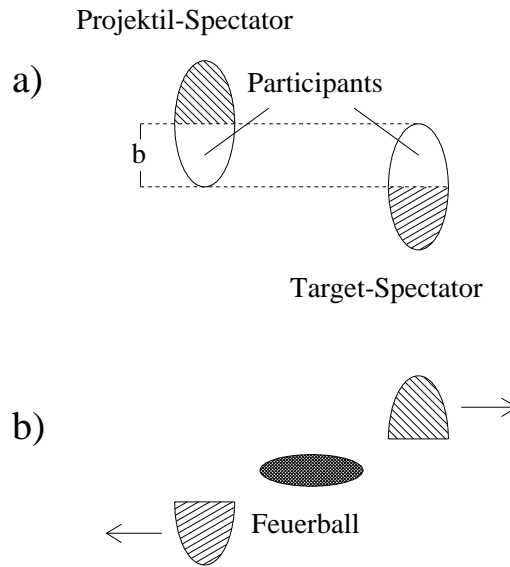 Projektil-Spectator
a)
Participants
b
Target-Spectator
b)
Feuerball